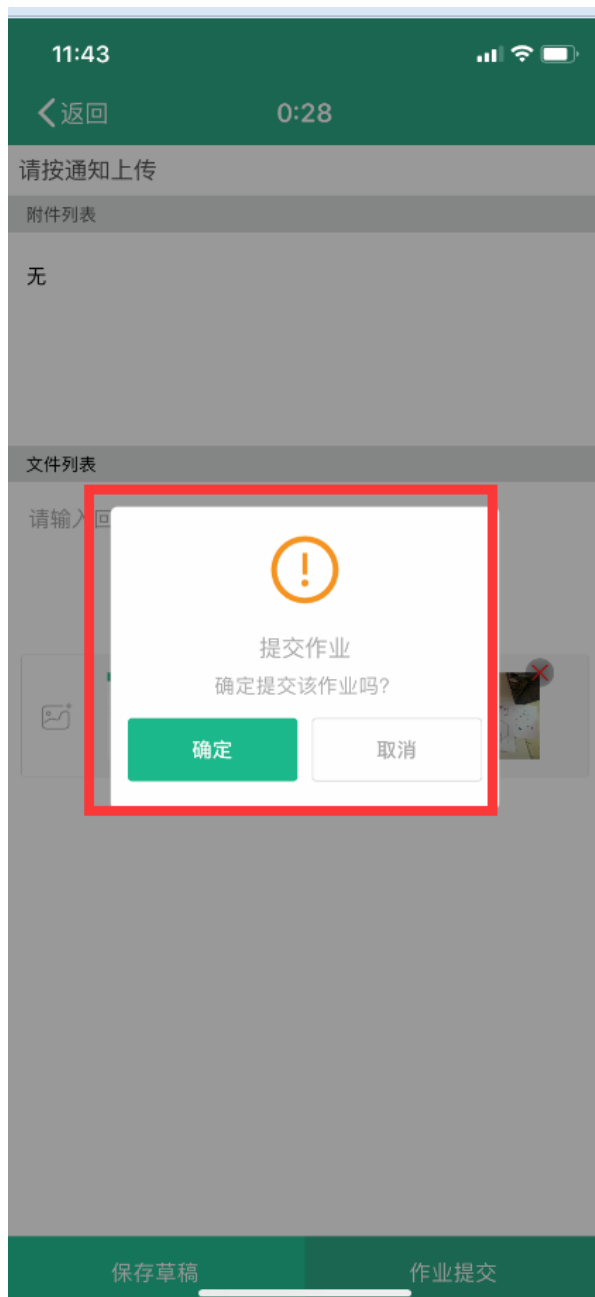 11:43
返回 0:28
请按通知上传
附件列表
无
文件列表
请输入回
提交作业
确定提交该作业吗?
确定 取消
保存草稿 作业提交